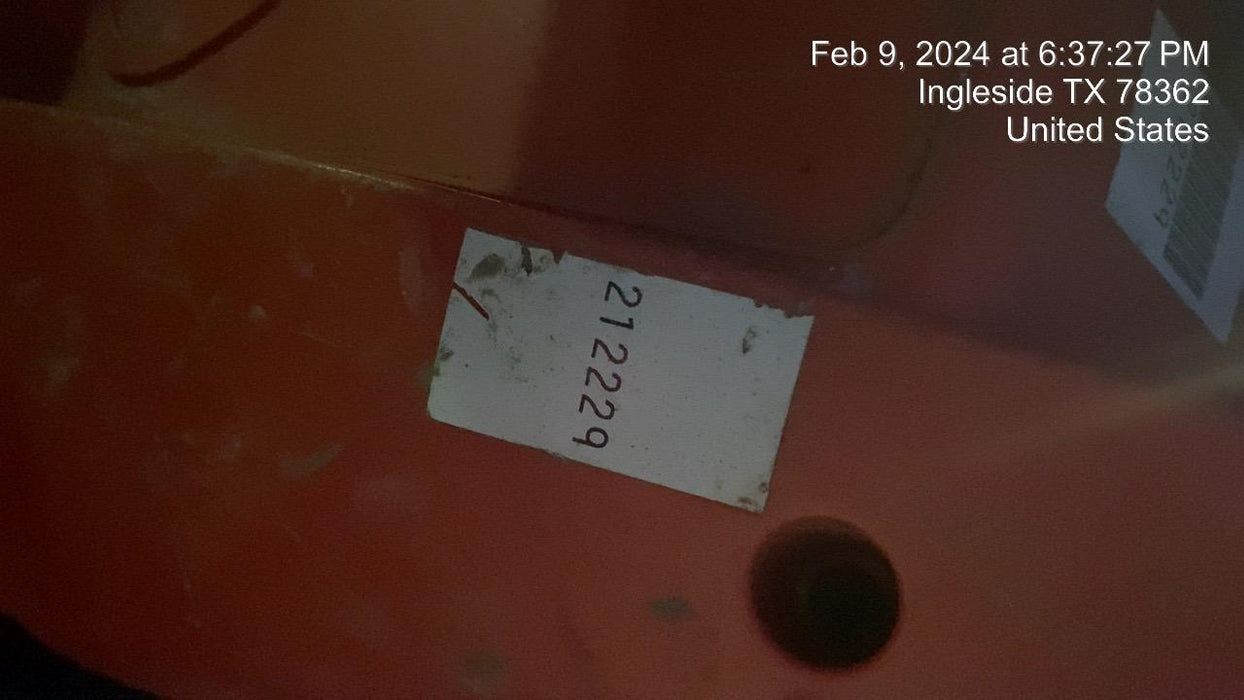 Feb 9, 2024 at 6:37:27 PM
Ingleside TX 78362
United States
212229